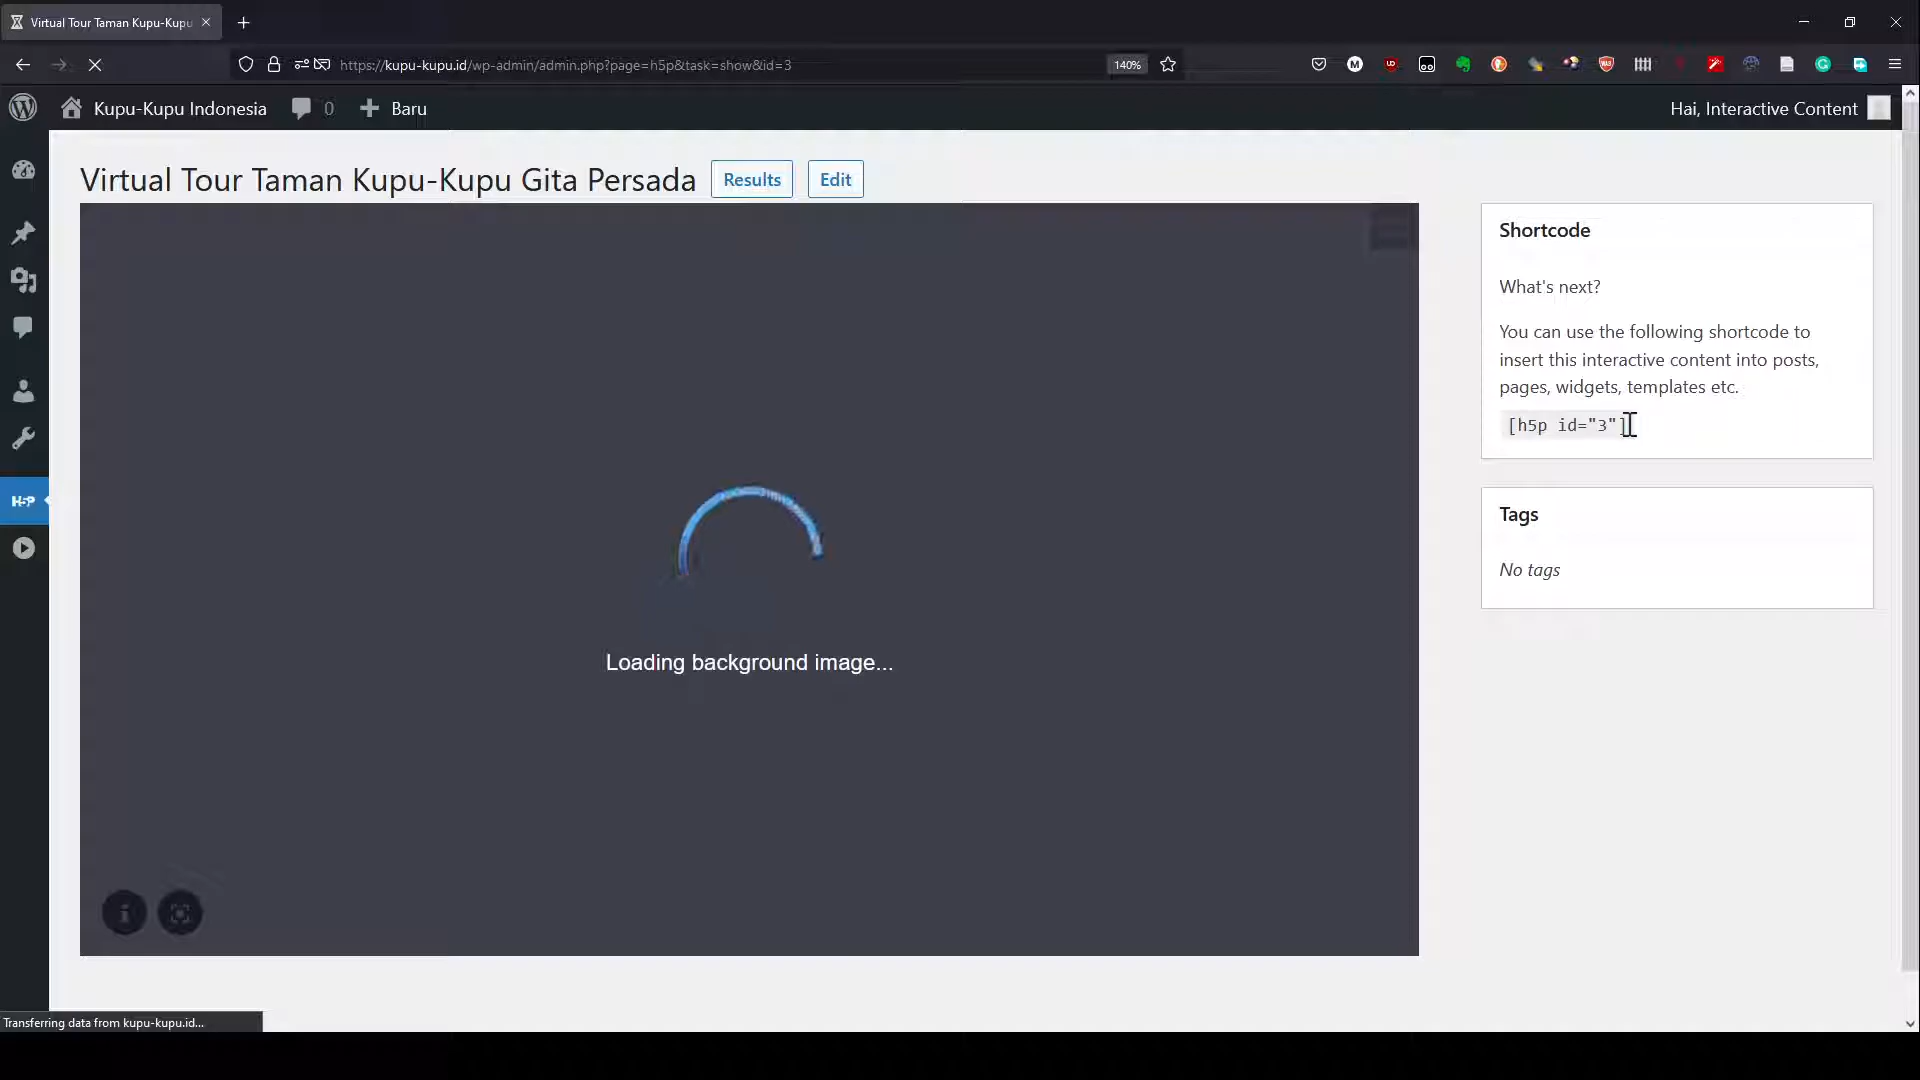 Virtual Tour Taman Kupu-Kupu
https://kupu-kupu.id/wp-admin/admin.php?page=h5p&task=show&id=3
140%
Kupu-Kupu Indonesia
0
Baru
Hai, Interactive Content
Virtual Tour Taman Kupu-Kupu Gita Persada
Results
Edit
H5P
Loading background image...
Shortcode
What's next?
You can use the following shortcode to
insert this interactive content into posts,
pages, widgets, templates etc.
[h5p id="3"]
Tags
No tags
Transferring data from kupu-kupu.id...